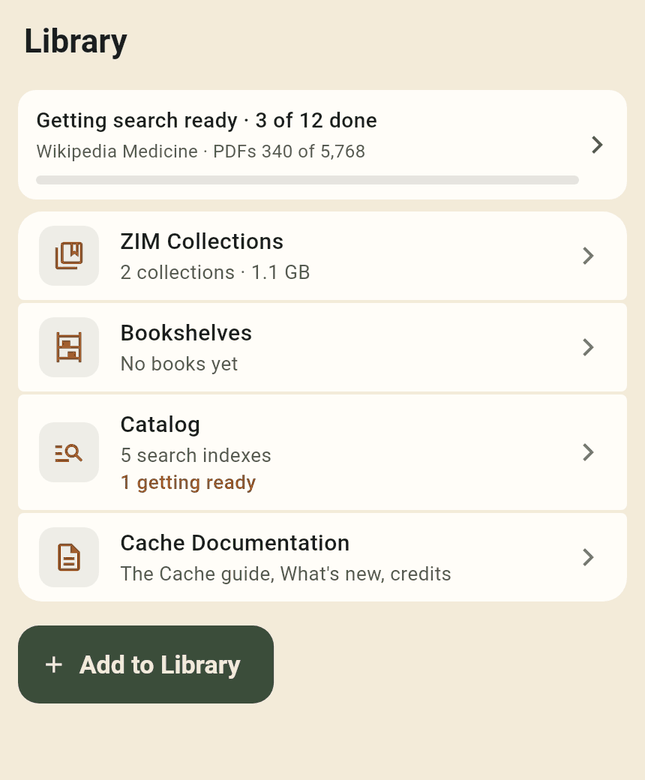 Library
Getting search ready · 3 of 12 done
Wikipedia Medicine · PDFs 340 of 5,768
ZIM Collections
2 collections · 1.1 GB
Bookshelves
No books yet
Catalog
5 search indexes
1 getting ready
Cache Documentation
The Cache guide, What's new, credits
+ Add to Library